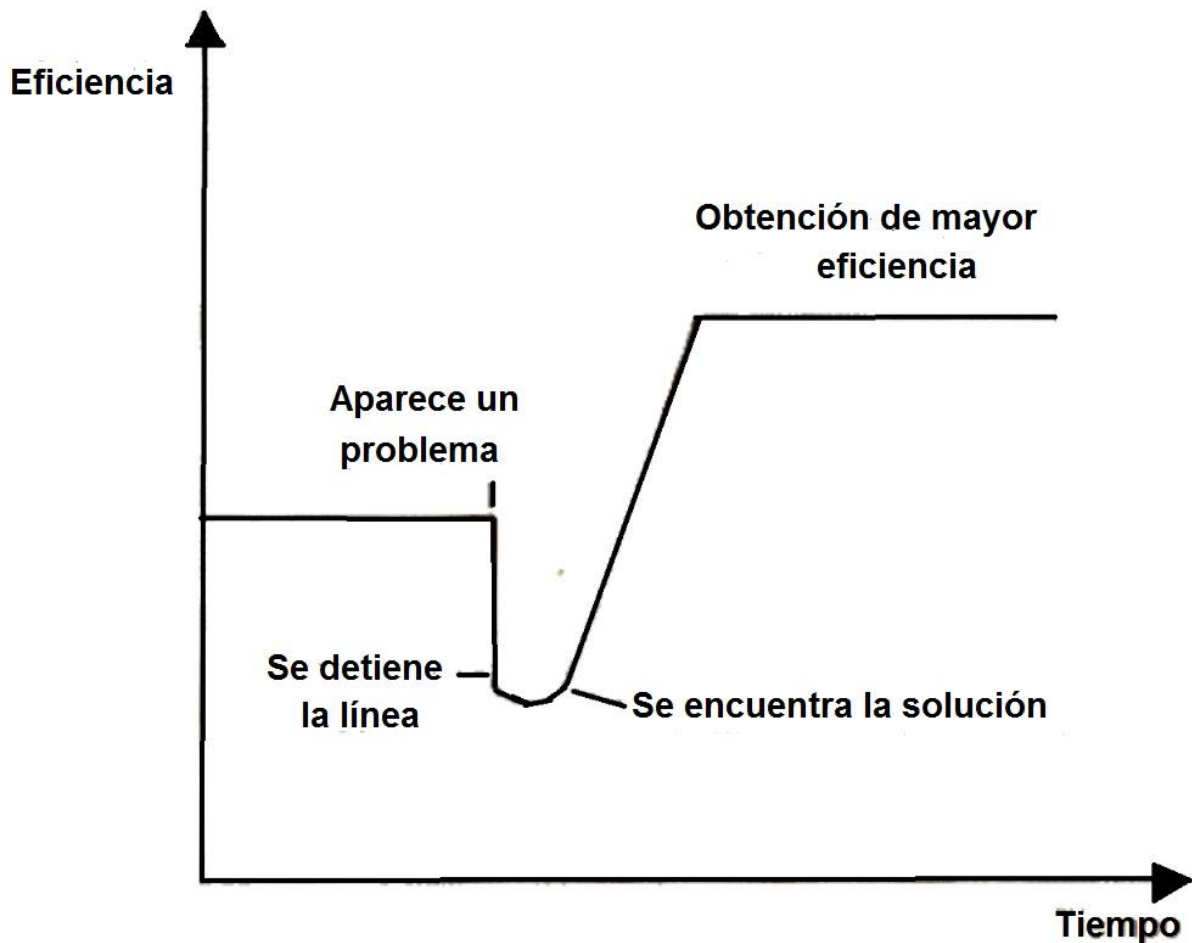 Eficiencia
Obtención de mayor
eficiencia
Aparece un
problema
Se detiene
la línea
Se encuentra la solución
Tiempo